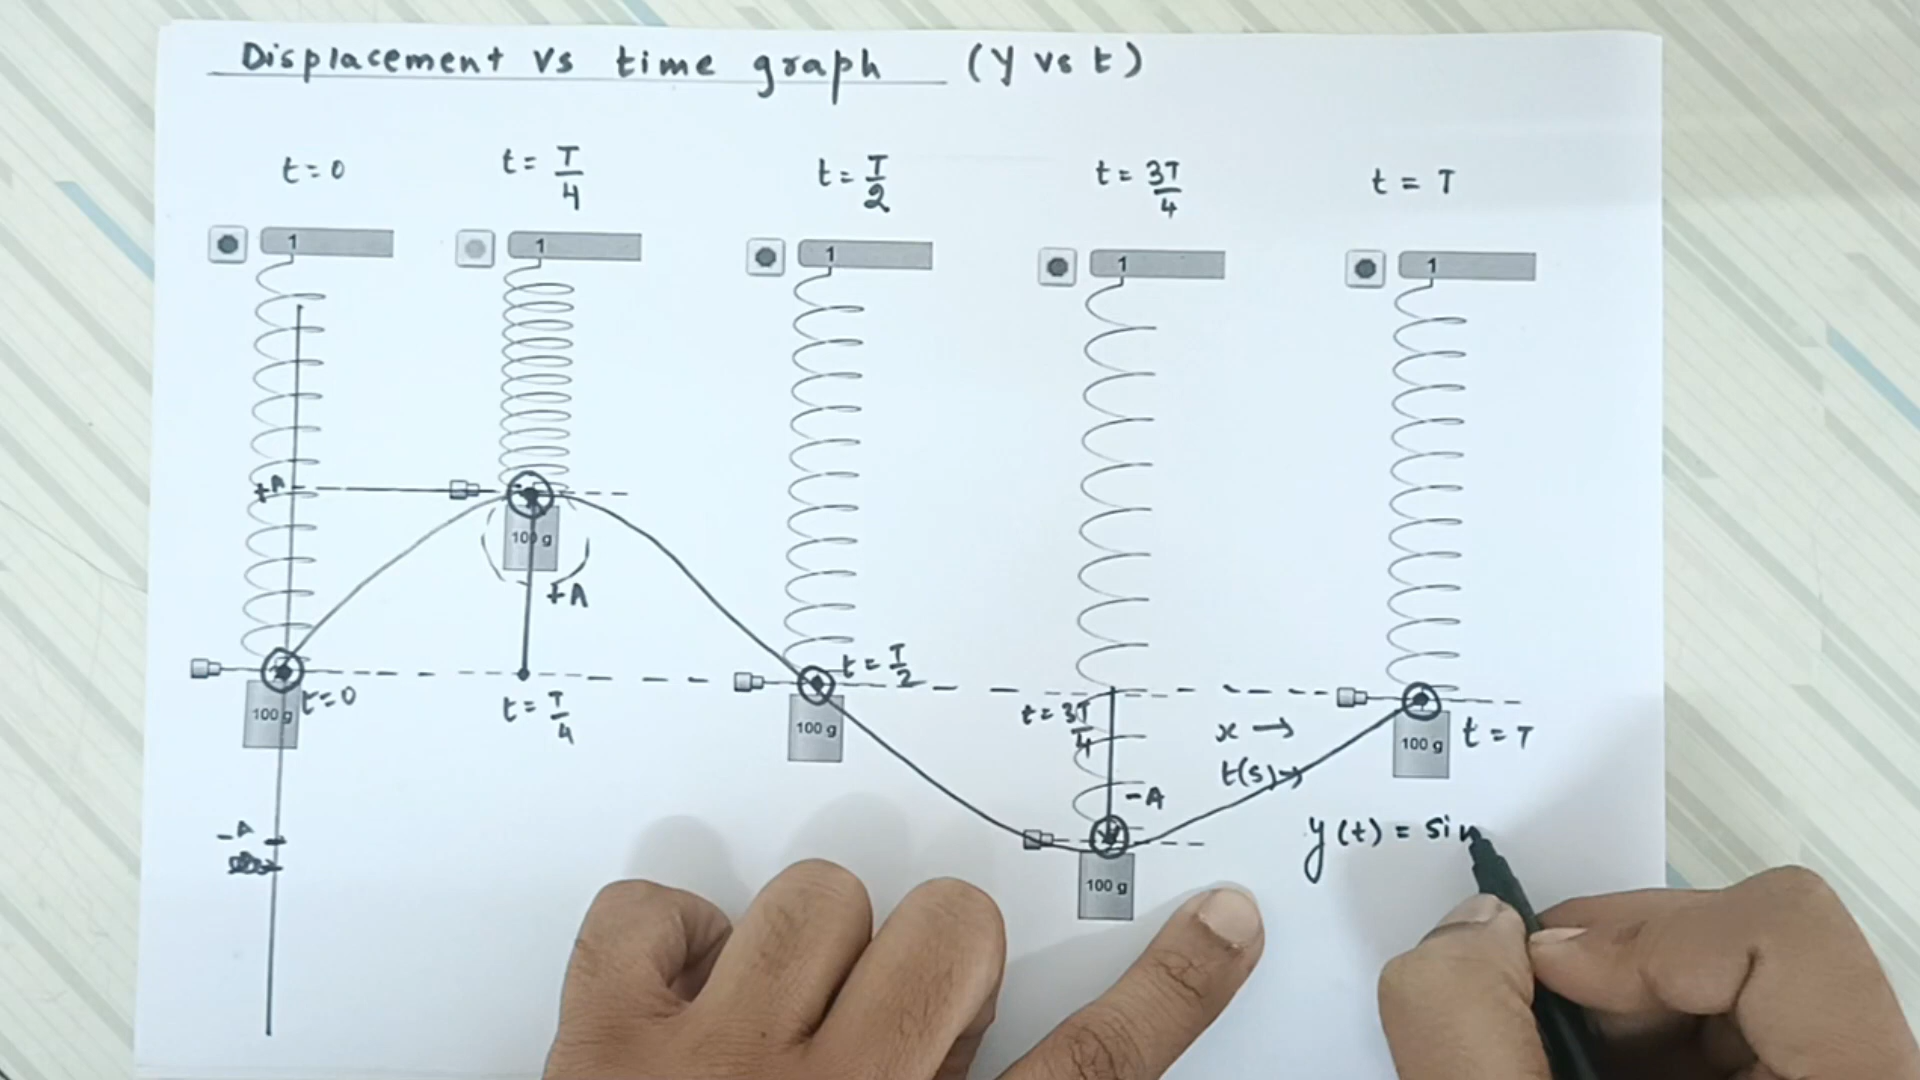 Displacement vs time graph (y vs t)
t = 0
t = T/4
t = T/2
t = 3T/4
t = T
1
1
1
1
1
+A
100 g
+A
t = T/2
t = 0
t = T/4
t = 3T/4
x →
t(s) →
t = T
100 g
100 g
100 g
-A
-A
y(t) = sin
100 g